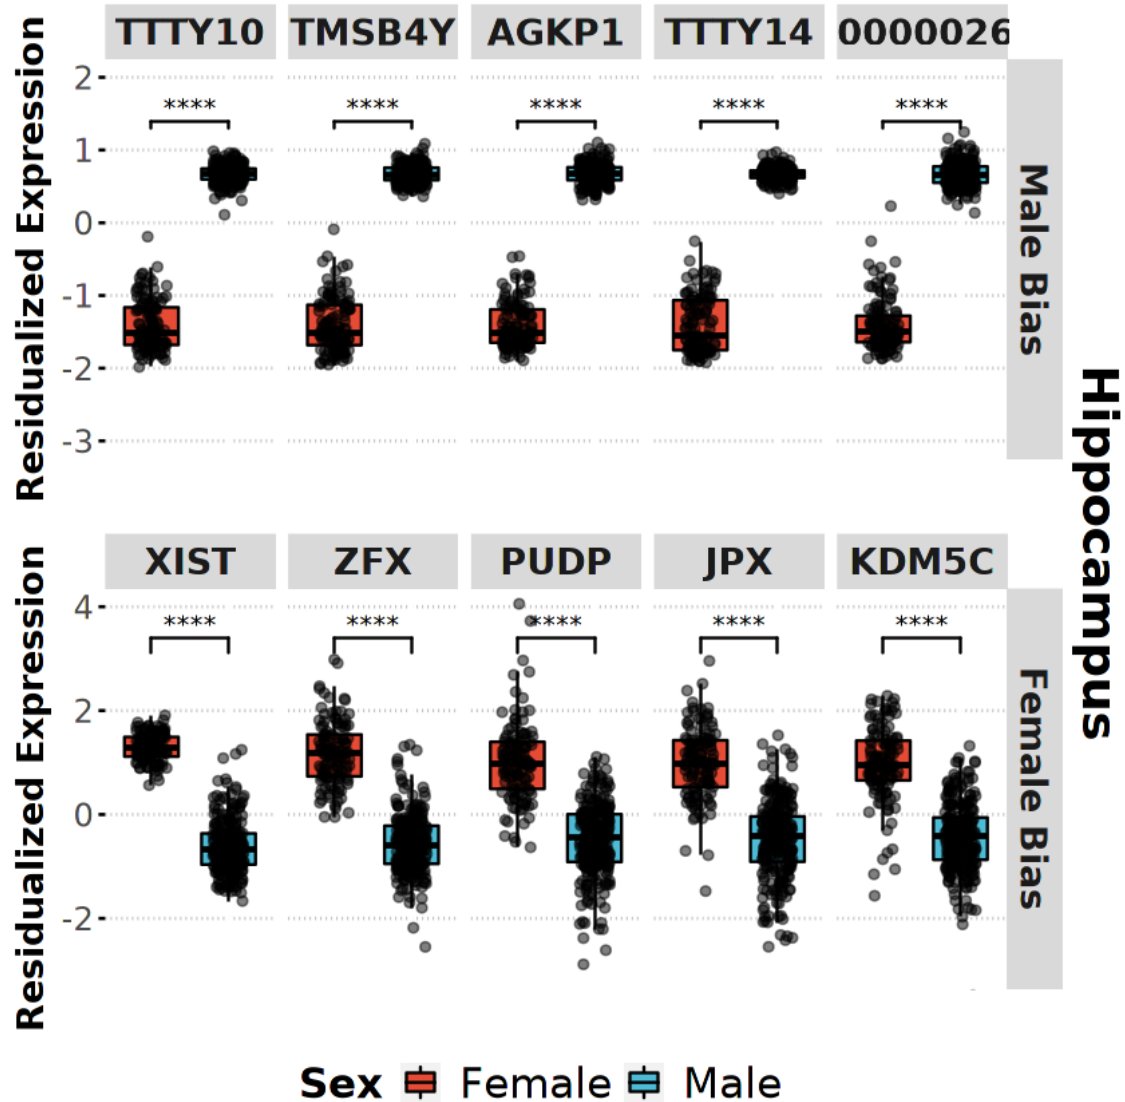 TTTY10 TMSB4Y AGKP1 TTTY14 0000026
Residualized Expression
2
1
0
-1
-2
-3
**** **** **** **** ****
Male Bias
Hippocampus
XIST ZFX PUDP JPX KDM5C
Residualized Expression
4
2
0
-2
**** **** **** **** ****
Female Bias
Sex Female Male